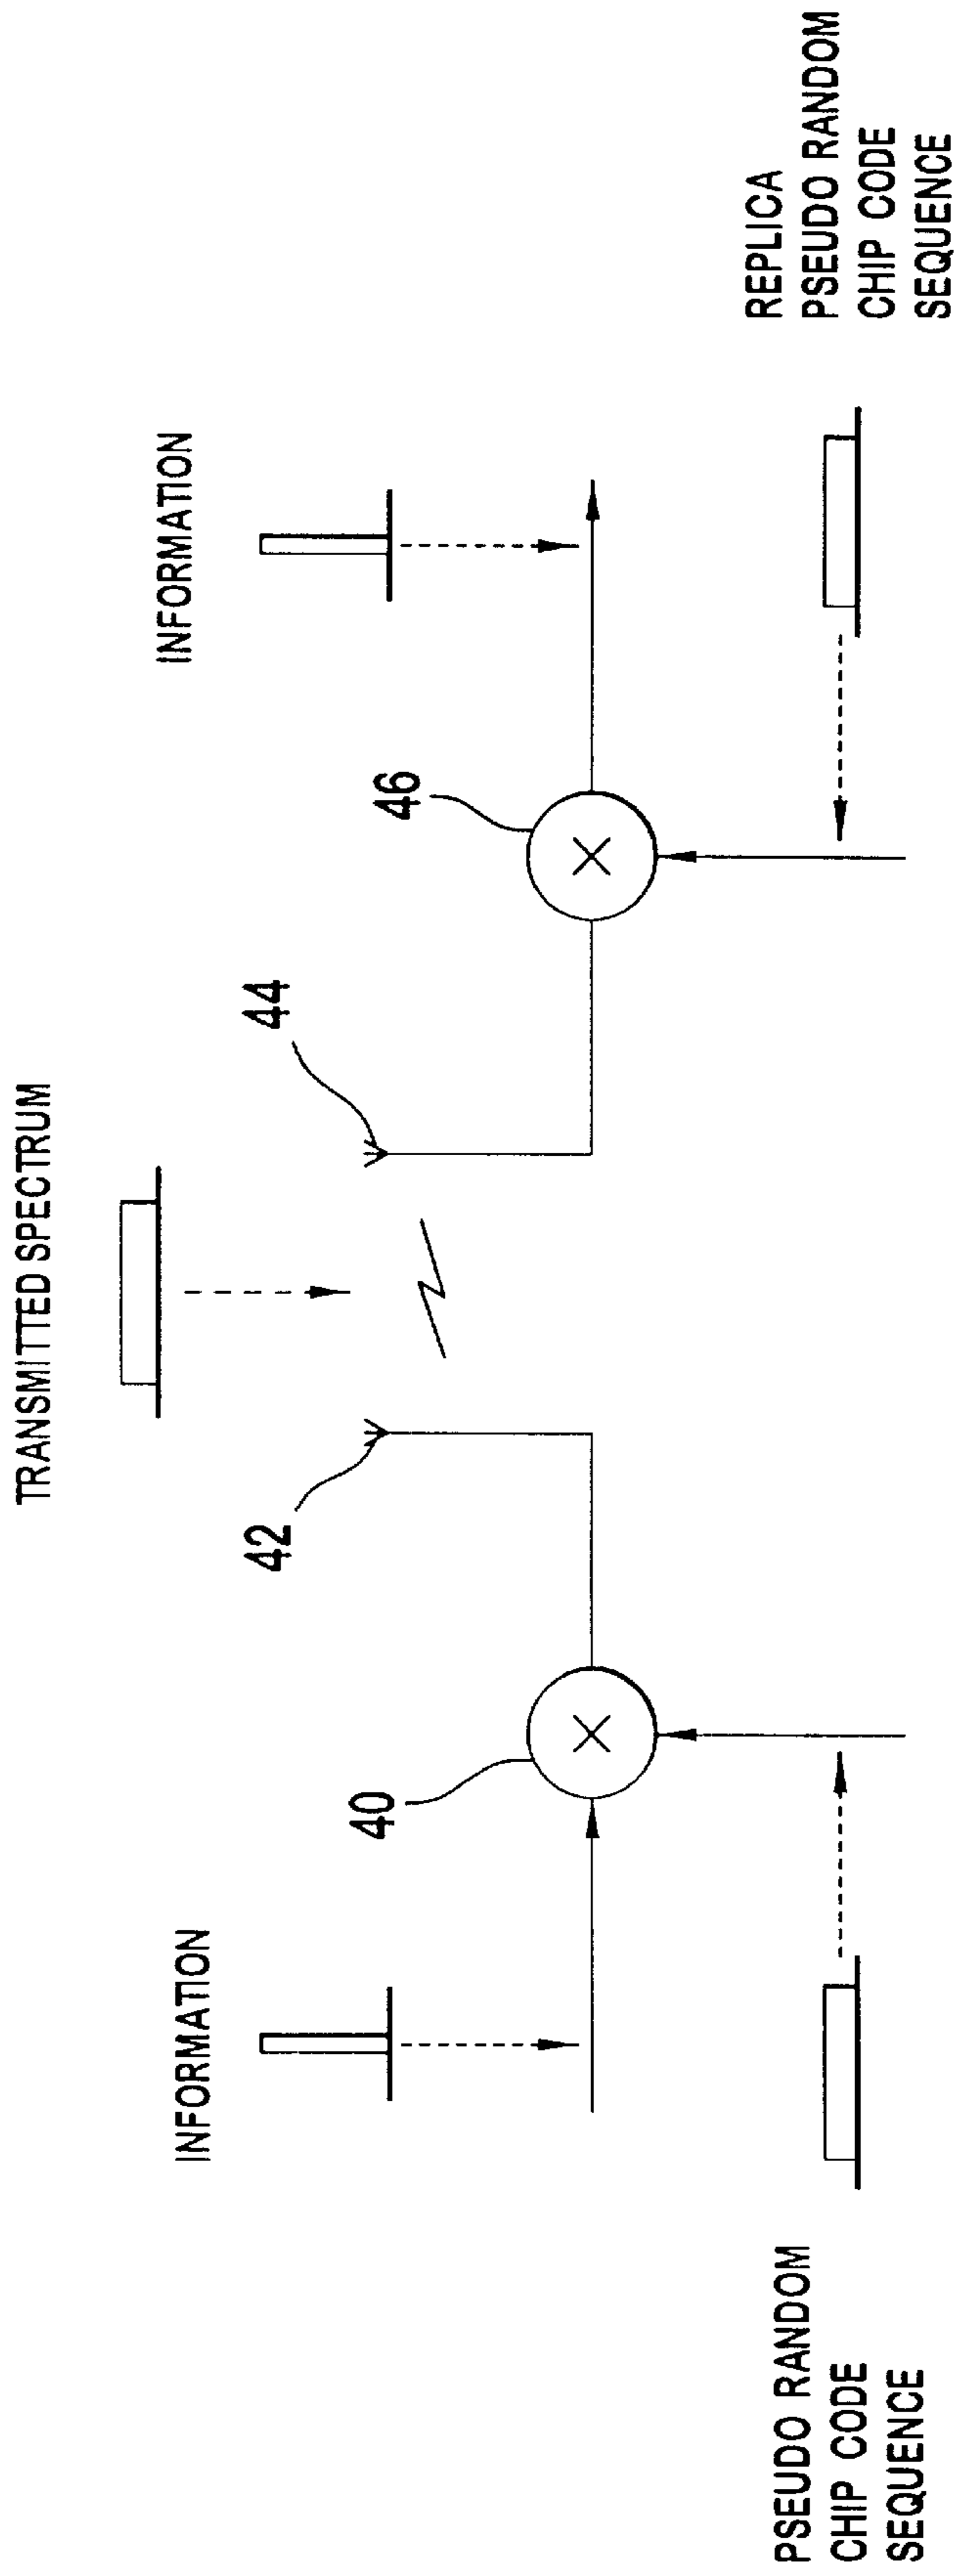 TRANSMITTED SPECTRUM
INFORMATION
INFORMATION
42
44
40
46
PSEUDO RANDOM
CHIP CODE
SEQUENCE
REPLICA
PSEUDO RANDOM
CHIP CODE
SEQUENCE